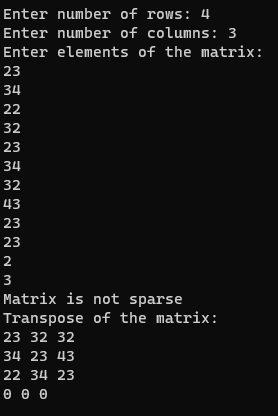 Enter number of rows: 4
Enter number of columns: 3
Enter elements of the matrix:
23
34
22
32
23
34
32
43
23
23
2
3
Matrix is not sparse
Transpose of the matrix:
23 32 32
34 23 43
22 34 23
0 0 0